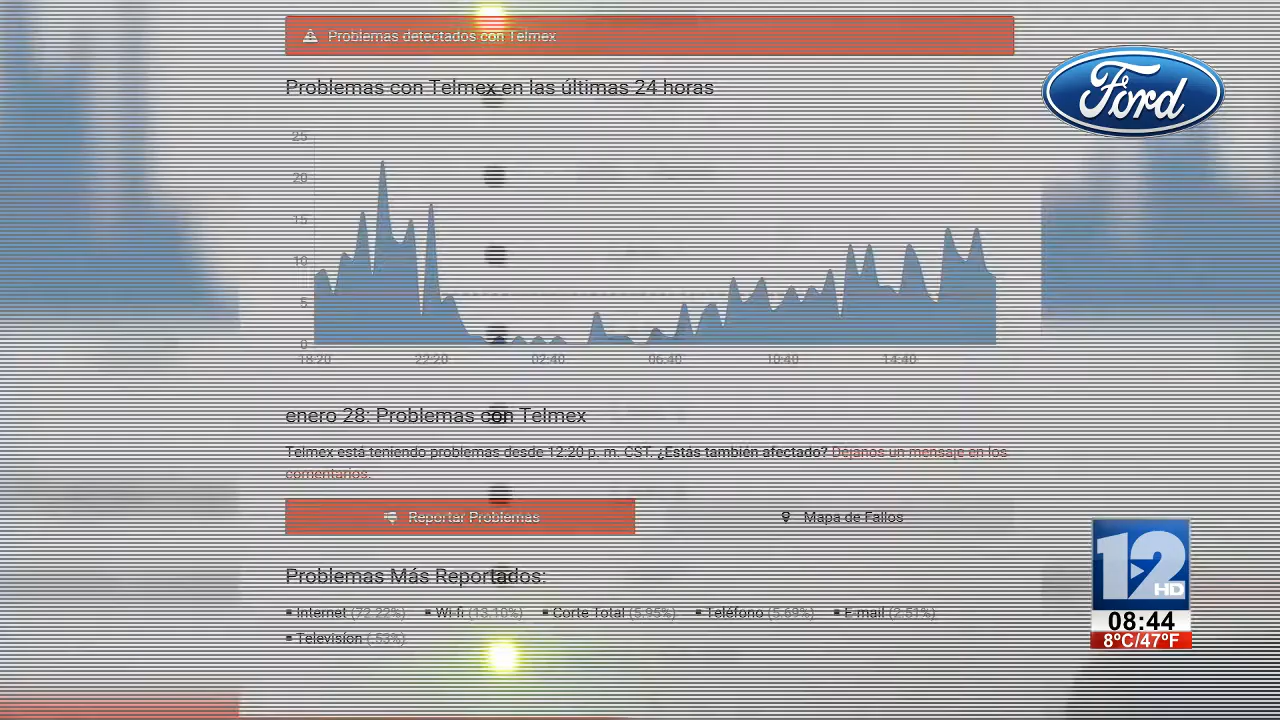 Problemas detectados con Telmex
Problemas con Telmex en las últimas 24 horas
Ford
25
20
15
10
5
0
18:20 22:20 02:40 06:40 10:40 14:40
enero 28: Problemas con Telmex
Telmex está teniendo problemas desde 12:20 p. m. CST. ¿Estás también afectado? Déjanos un mensaje en los
comentarios.
Reportar Problemas
Mapa de Fallos
Problemas Más Reportados:
Internet (72.22%) Wi-fi (13.10%) Corte Total (5.95%) Teléfono (5.69%) E-mail (2.51%)
Television (.53%)
12
HD
08:44
8°C/47°F